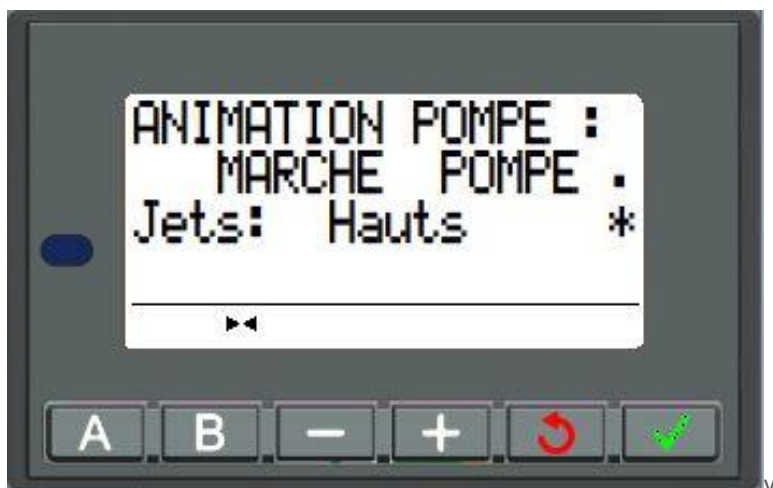 ANIMATION POMPE :
MARCHE POMPE .
Jets: Hauts *
A B - +